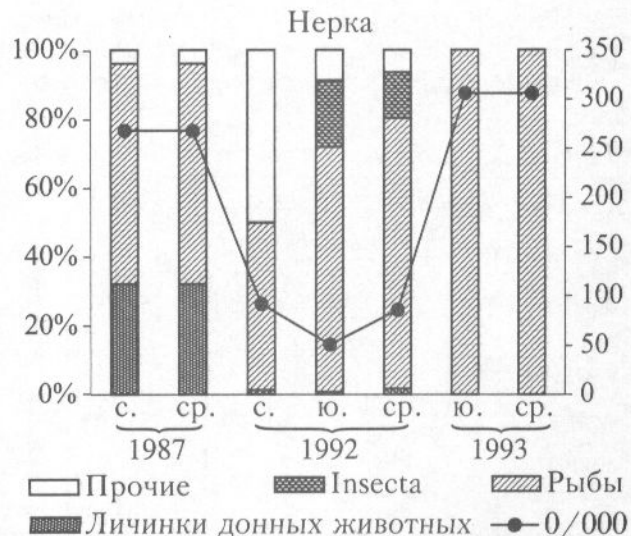 Нерка
100% 350
80% 300
60% 250
40% 200
20% 150
0% 100
50
0
с. ср. с. ю. ср. ю. ср.
1987 1992 1993
Прочие Insecta Рыбы
Личинки донных животных 0/000